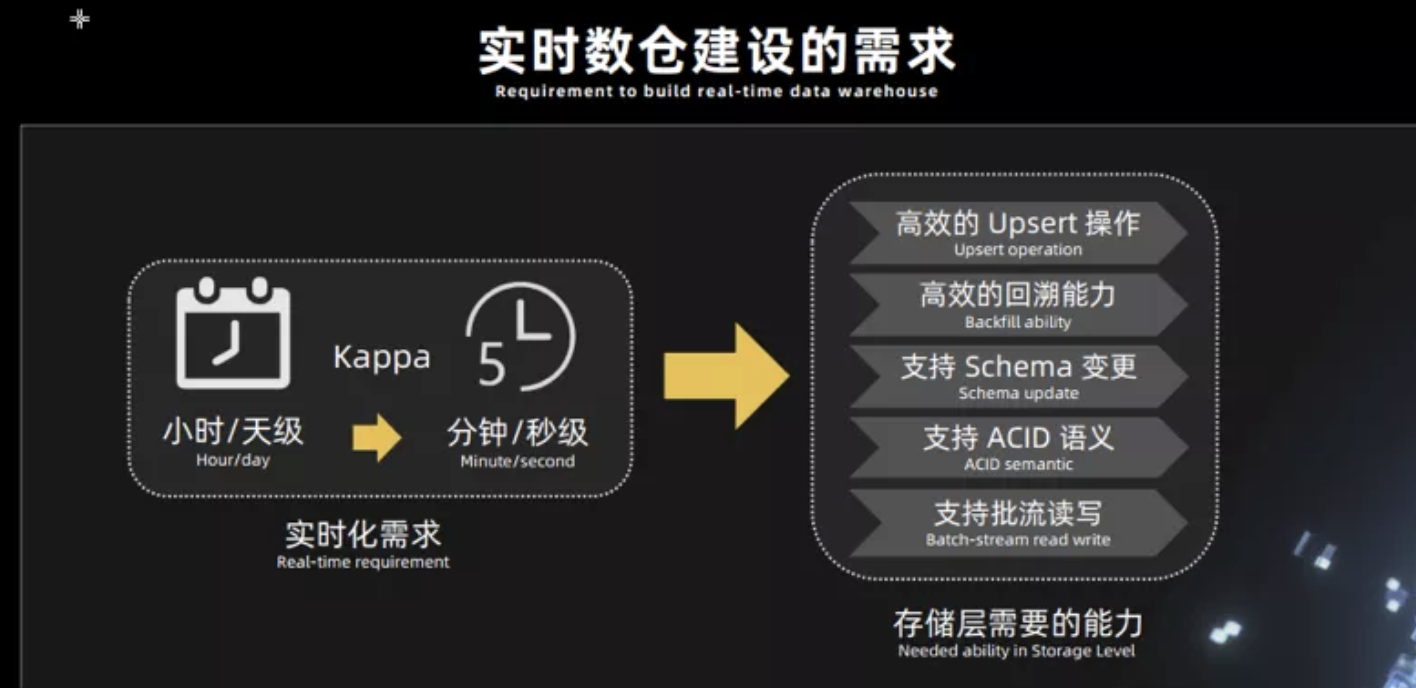 实时数仓建设的需求
Requirement to build real-time data warehouse
Kappa
5
小时/天级
Hour/day
分钟/秒级
Minute/second
实时化需求
Real-time requirement
高效的 Upsert 操作
Upsert operation
高效的回溯能力
Backfill ability
支持 Schema 变更
Schema update
支持 ACID 语义
ACID semantic
支持批流读写
Batch-stream read write
存储层需要的能力
Needed ability in Storage Level